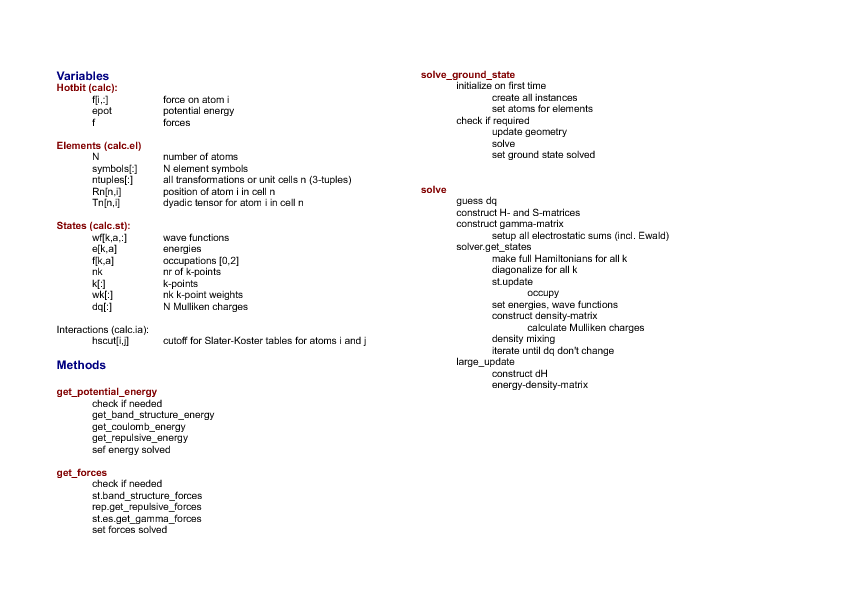 Variables
Hotbit (calc):
f[i,:] force on atom i
epot potential energy
f forces
Elements (calc.el)
N number of atoms
symbols[:] N element symbols
ntuples[:] all transformations or unit cells n (3-tuples)
Rn[n,i] position of atom i in cell n
Tn[n,i] dyadic tensor for atom i in cell n
States (calc.st):
wf[k,a,:] wave functions
e[k,a] energies
f[k,a] occupations [0,2]
nk nr of k-points
k[:] k-points
wk[:] nk k-point weights
dq[:] N Mulliken charges
Interactions (calc.ia):
hscut[i,j] cutoff for Slater-Koster tables for atoms i and j
Methods
get_potential_energy
check if needed
get_band_structure_energy
get_coulomb_energy
get_repulsive_energy
sef energy solved
get_forces
check if needed
st.band_structure_forces
rep.get_repulsive_forces
st.es.get_gamma_forces
set forces solved
solve_ground_state
initialize on first time
create all instances
set atoms for elements
check if required
update geometry
solve
set ground state solved
solve
guess dq
construct H- and S-matrices
construct gamma-matrix
setup all electrostatic sums (incl. Ewald)
solver.get_states
make full Hamiltonians for all k
diagonalize for all k
st.update
occupy
set energies, wave functions
construct density-matrix
calculate Mulliken charges
density mixing
iterate until dq don't change
large_update
construct dH
energy-density-matrix